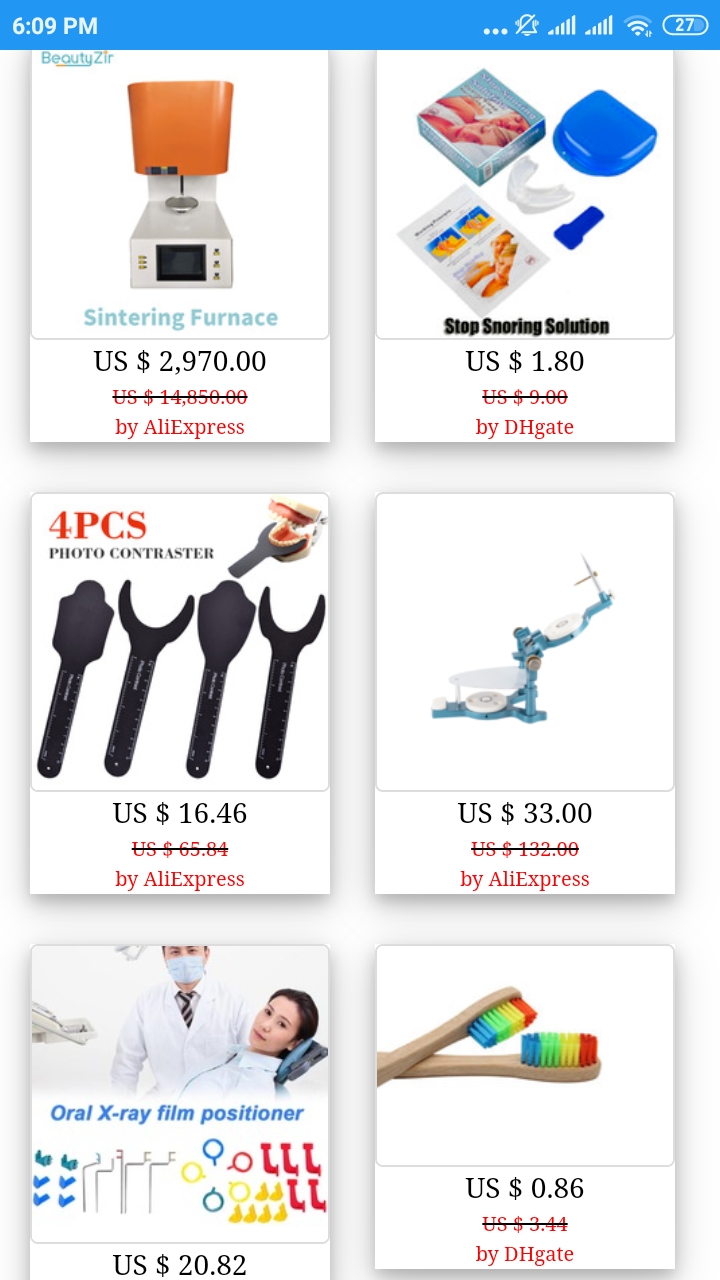 6:09 PM
27
BeautyZir
Sintering Furnace
US $ 2,970.00
US $ 14,850.00
by AliExpress
Stop Snoring Solution
US $ 1.80
US $ 9.00
by DHgate
4PCS
PHOTO CONTRASTER
US $ 16.46
US $ 65.84
by AliExpress
US $ 33.00
US $ 132.00
by AliExpress
Oral X-ray film positioner
US $ 20.82
US $ 0.86
US $ 3.44
by DHgate